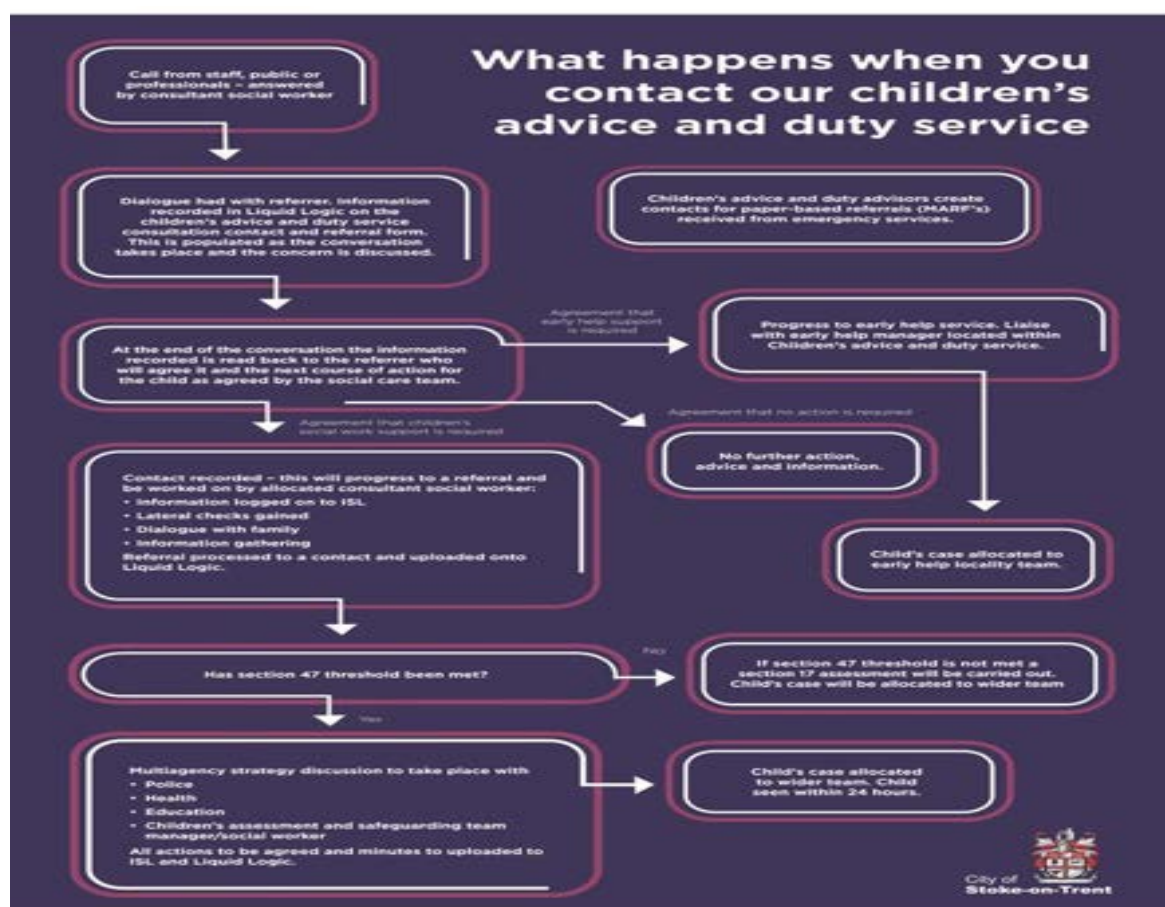 What happens when you
contact our children's
advice and duty service
Call from staff, public or
professionals – answered
by consultant social worker
Dialogue had with referrer. Information
recorded in Liquid Logic on the
children's advice and duty service
consultation contact and referral form.
This is populated as the conversation
takes place and the concern is discussed.
Children's advice and duty advisors create
contacts for paper-based referrals (MARF's)
received from emergency services.
At the end of the conversation the information
recorded is read back to the referrer who
will agree it and the next course of action for
the child as agreed by the social care team.
Agreement that
early help support
is required
Progress to early help service. Liaise
with early help manager located within
Children's advice and duty service.
Agreement that no action is required
No further action,
advice and information.
Child's case allocated to
early help locality team.
Agreement that children's
social work support is required
Contact recorded – this will progress to a referral and
be worked on by allocated consultant social worker:
• Information logged on to ISL
• Lateral checks gained
• Dialogue with family
• Information gathering
Referral processed to a contact and uploaded onto
Liquid Logic.
Has section 47 threshold been met?
No
If section 47 threshold is not met a
section 17 assessment will be carried out.
Child's case will be allocated to wider team
Yes
Multiagency strategy discussion to take place with
• Police
• Health
• Education
• Children's assessment and safeguarding team
manager/social worker
All actions to be agreed and minutes to uploaded to
ISL and Liquid Logic.
Child's case allocated
to wider team. Child
seen within 24 hours.
City of
Stoke-on-Trent